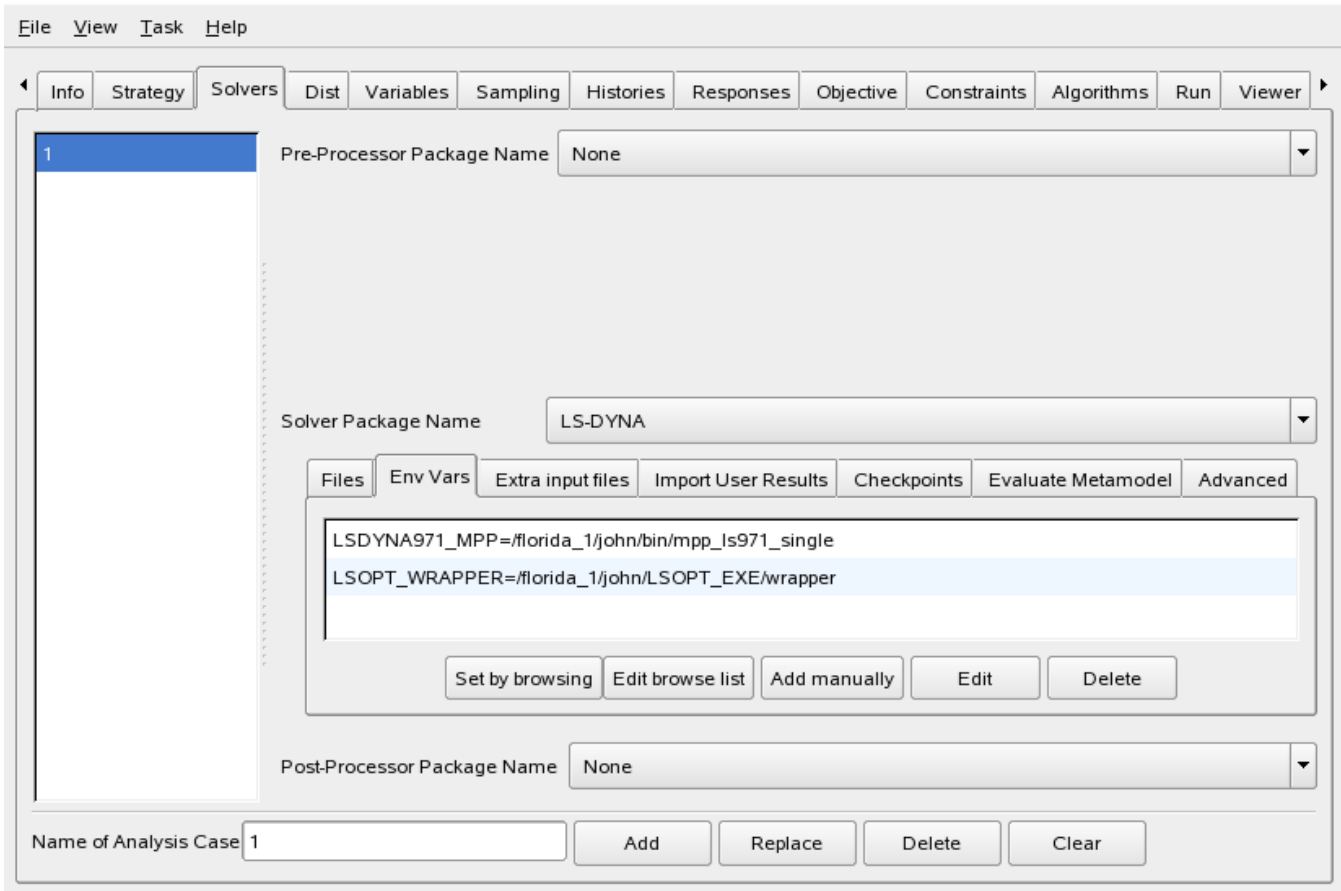 File View Task Help
Info Strategy Solvers Dist Variables Sampling Histories Responses Objective Constraints Algorithms Run Viewer
1
Pre-Processor Package Name None
Solver Package Name LS-DYNA
Files Env Vars Extra input files Import User Results Checkpoints Evaluate Metamodel Advanced
LSDYNA971_MPP=/florida_1/john/bin/mpp_ls971_single
LSOPT_WRAPPER=/florida_1/john/LSOPT_EXE/wrapper
Set by browsing Edit browse list Add manually Edit Delete
Post-Processor Package Name None
Name of Analysis Case 1 Add Replace Delete Clear